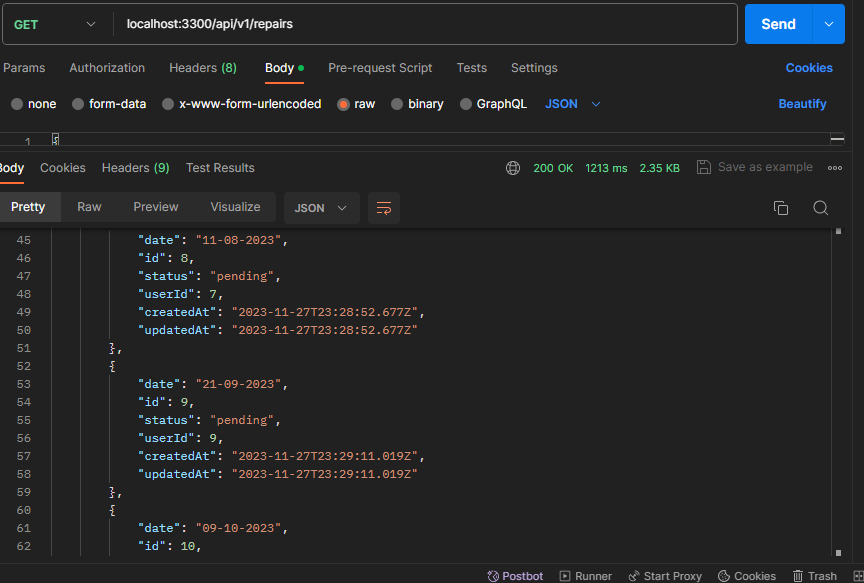 GET localhost:3300/api/v1/repairs Send
Params Authorization Headers (8) Body Pre-request Script Tests Settings Cookies
none form-data x-www-form-urlencoded raw binary GraphQL JSON Beautify
1 {
Body Cookies Headers (9) Test Results 200 OK 1213 ms 2.35 KB Save as example
Pretty Raw Preview Visualize JSON
45 "date": "11-08-2023",
46 "id": 8,
47 "status": "pending",
48 "userId": 7,
49 "createdAt": "2023-11-27T23:28:52.677Z",
50 "updatedAt": "2023-11-27T23:28:52.677Z"
51 },
52 {
53 "date": "21-09-2023",
54 "id": 9,
55 "status": "pending",
56 "userId": 9,
57 "createdAt": "2023-11-27T23:29:11.019Z",
58 "updatedAt": "2023-11-27T23:29:11.019Z"
59 },
60 {
61 "date": "09-10-2023",
62 "id": 10,
Postbot Runner Start Proxy Cookies Trash